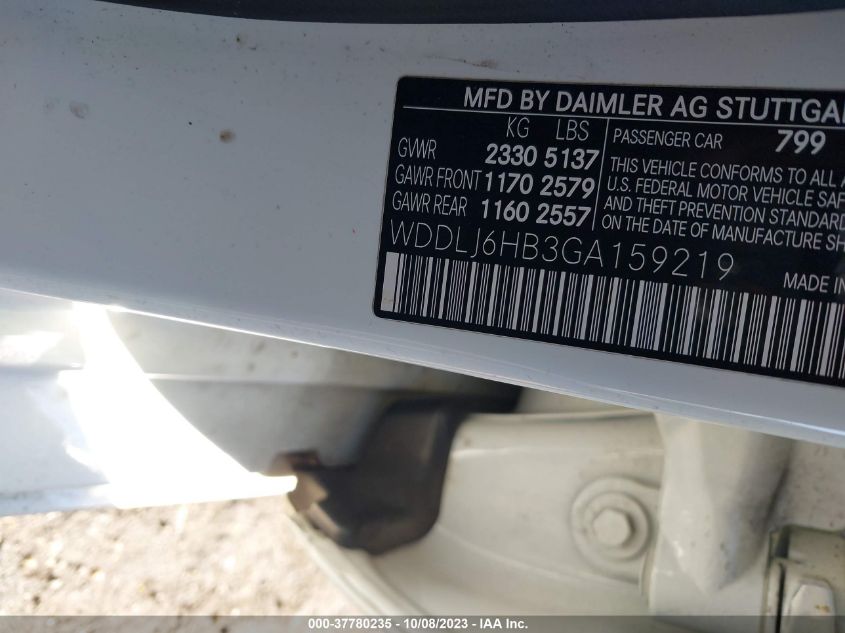 MFD BY DAIMLER AG STUTTGA
KG LBS
GVWR 2330 5137
GAWR FRONT 1170 2579
GAWR REAR 1160 2557
PASSENGER CAR 799
THIS VEHICLE CONFORMS TO ALL A
U.S. FEDERAL MOTOR VEHICLE SAF
AND THEFT PREVENTION STANDARD
ON THE DATE OF MANUFACTURE SH
WDDLJ6HB3GA159219
MADE IN
000-37780235 - 10/08/2023 - IAA Inc.